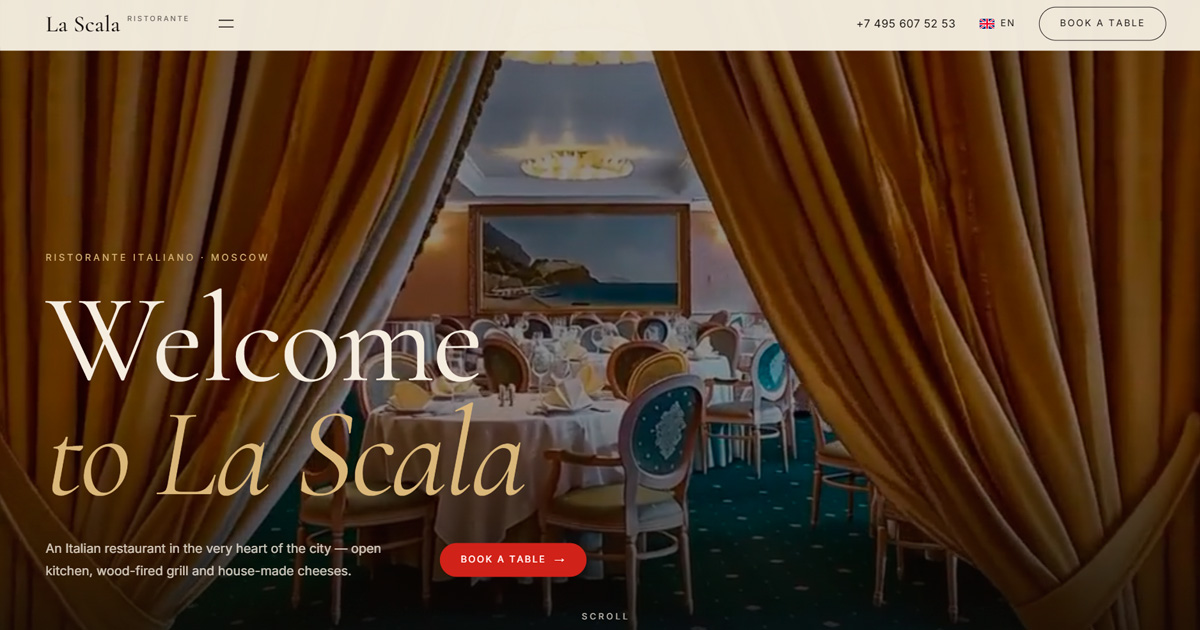 La Scala RISTORANTE
+7 495 607 52 53
EN
BOOK A TABLE
RISTORANTE ITALIANO · MOSCOW
Welcome
to La Scala
An Italian restaurant in the very heart of the city — open
kitchen, wood-fired grill and house-made cheeses.
BOOK A TABLE →
SCROLL